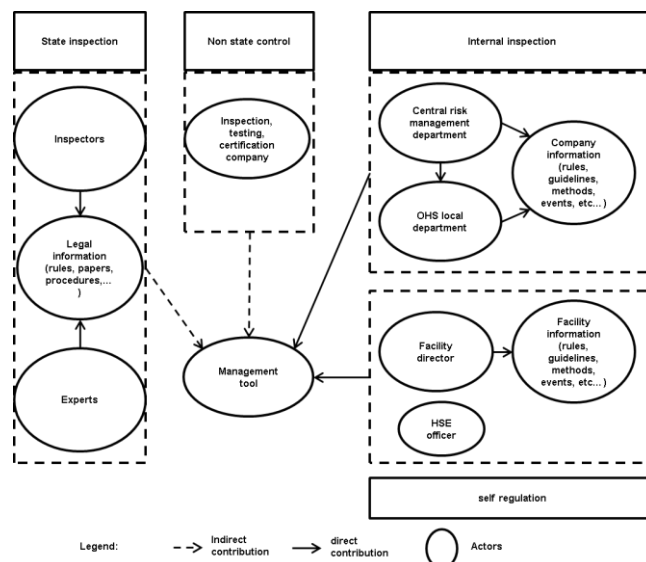 State inspection
Non state control
Internal inspection
Inspectors
Inspection,
testing,
certification
company
Central risk
management
department
Company
information
(rules,
guidelines,
methods,
events, etc... )
OHS local
department
Legal
information
(rules, papers,
procedures,...
)
Management
tool
Experts
Facility
director
Facility
information
(rules,
guidelines,
methods,
events, etc... )
HSE
officer
self regulation
Legend:
Indirect
contribution
direct
contribution
Actors